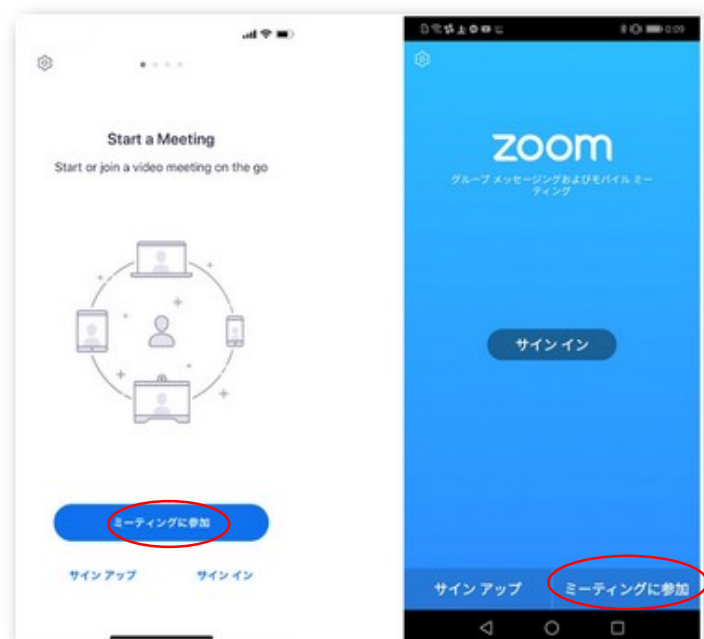 Start a Meeting
Start or join a video meeting on the go
ミーティングに参加
サインアップ
サインイン
0:09
zoom
グループ メッセージングおよびモバイル ミー
ティング
サインイン
サインアップ
ミーティングに参加